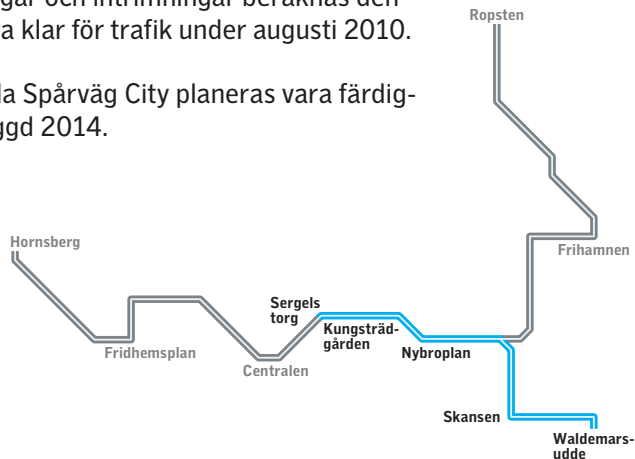 gar och intrimningar beräknas den
a klar för trafik under augusti 2010.
la Spårväg City planeras vara färdig-
ggd 2014.
Ropsten
Hornsberg
Frihamnen
Sergels
torg
Kungsträd-
gården
Fridhemsplan
Nybroplan
Centralen
Skansen
Waldemars-
udde